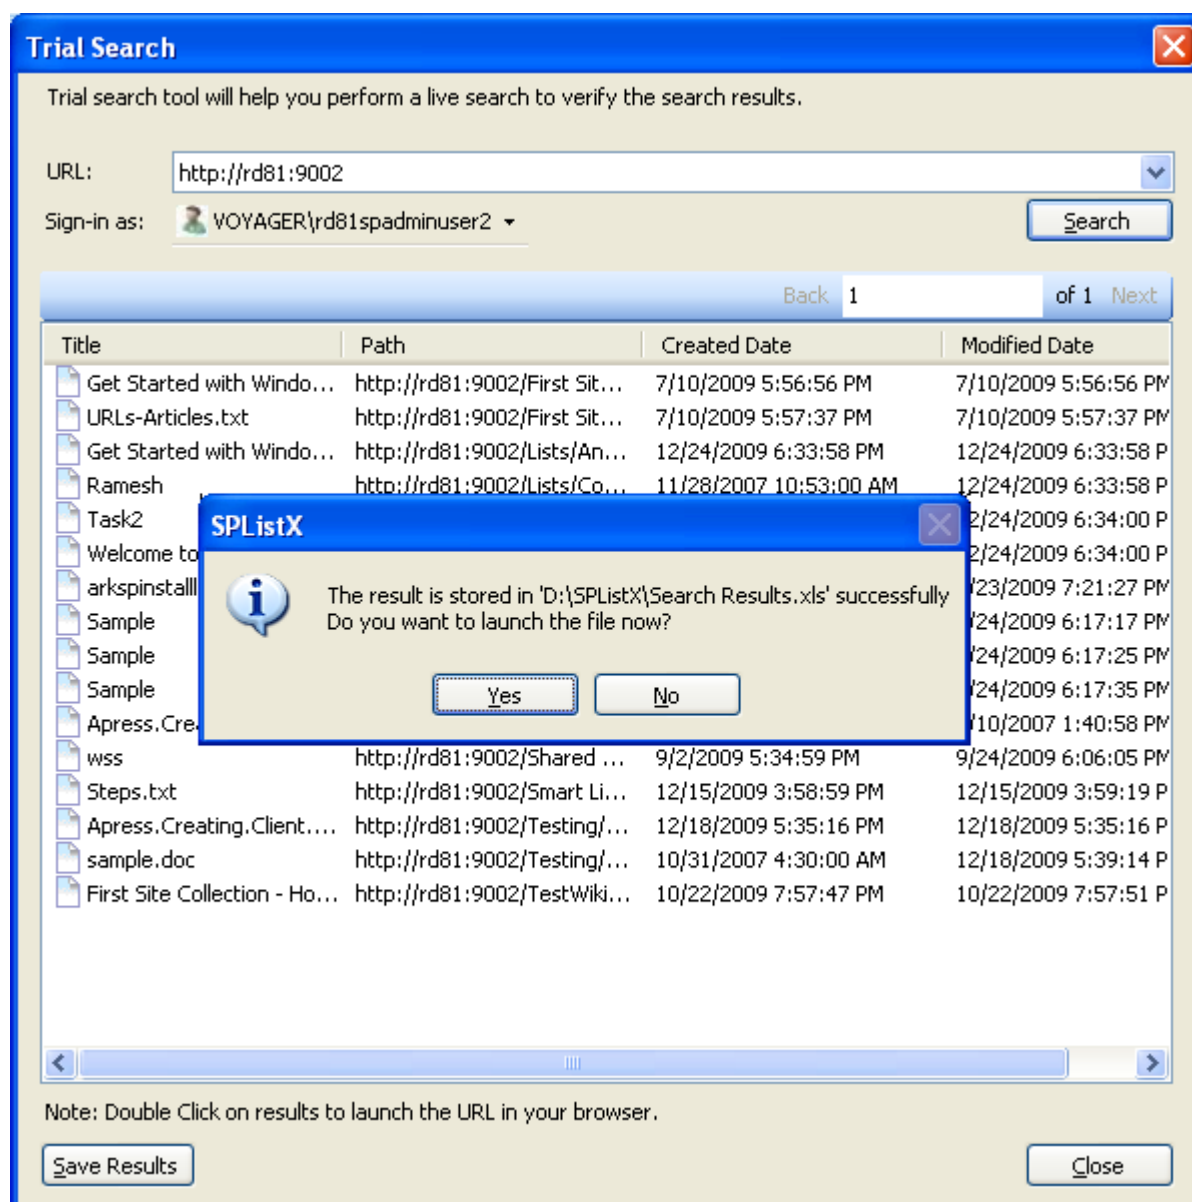 Trial Search
Trial search tool will help you perform a live search to verify the search results.
URL: http://rd81:9002
Sign-in as: VOYAGER\rd81spadminuser2 Search
Back 1 of 1 Next
Title Path Created Date Modified Date
Get Started with Windo... http://rd81:9002/First Sit... 7/10/2009 5:56:56 PM 7/10/2009 5:56:56 PM
URLs-Articles.txt http://rd81:9002/First Sit... 7/10/2009 5:57:37 PM 7/10/2009 5:57:37 PM
Get Started with Windo... http://rd81:9002/Lists/An... 12/24/2009 6:33:58 PM 12/24/2009 6:33:58 P
Ramesh http://rd81:9002/Lists/Co... 11/28/2007 10:53:00 AM 12/24/2009 6:33:58 P
Task2 2/24/2009 6:34:00 P
Welcome to 2/24/2009 6:34:00 P
arkspinstalll /23/2009 7:21:27 PM
Sample /24/2009 6:17:17 PM
Sample /24/2009 6:17:25 PM
Sample /24/2009 6:17:35 PM
Apress.Cre /10/2007 1:40:58 PM
wss http://rd81:9002/Shared ... 9/2/2009 5:34:59 PM 9/24/2009 6:06:05 PM
Steps.txt http://rd81:9002/Smart Li... 12/15/2009 3:58:59 PM 12/15/2009 3:59:19 P
Apress.Creating.Client.... http://rd81:9002/Testing/... 12/18/2009 5:35:16 PM 12/18/2009 5:35:16 P
sample.doc http://rd81:9002/Testing/... 10/31/2007 4:30:00 AM 12/18/2009 5:39:14 P
First Site Collection - Ho... http://rd81:9002/TestWiki... 10/22/2009 7:57:47 PM 10/22/2009 7:57:51 P
SPListX
The result is stored in 'D:\SPListX\Search Results.xls' successfully
Do you want to launch the file now?
Yes No
Note: Double Click on results to launch the URL in your browser.
Save Results Close